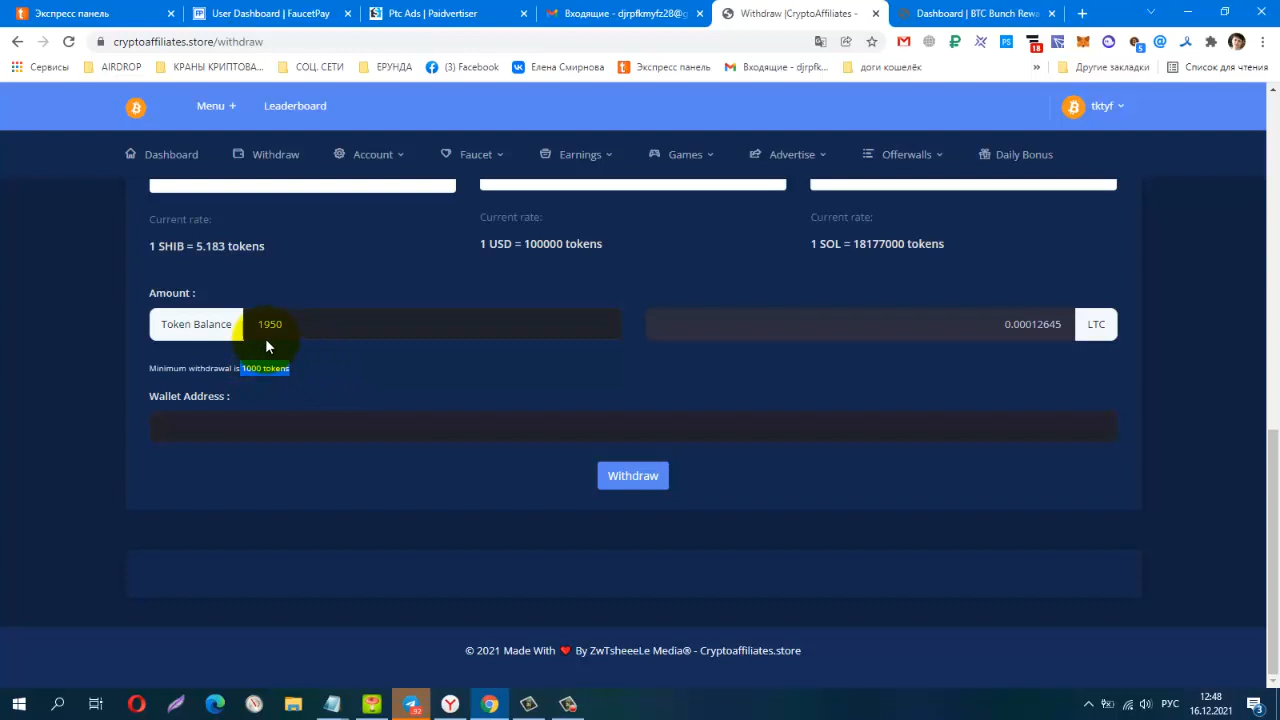 Экспресс панель
User Dashboard | FaucetPay
Ptc Ads | Paidvertiser
Входящие - djrpfkmyfz28@g
Withdraw |CryptoAffiliates -
Dashboard | BTC Bunch Rewa
cryptoaffiliates.store/withdraw
18
5
Сервисы
AIRDROP
КРАНЫ КРИПТОВА...
СОЦ. СЕТИ
ЕРУНДА
(3) Facebook
Елена Смирнова
Экспресс панель
Входящие - djrpfk...
доги кошелёк
»
Другие закладки
Список для чтения
Menu +
Leaderboard
tktyf
Dashboard
Withdraw
Account
Faucet
Earnings
Games
Advertise
Offerwalls
Daily Bonus
Current rate:
Current rate:
Current rate:
1 SHIB = 5.183 tokens
1 USD = 100000 tokens
1 SOL = 18177000 tokens
Amount :
Token Balance
1950
0.00012645
LTC
Minimum withdrawal is 1000 tokens
Wallet Address :
Withdraw
© 2021 Made With ❤ By ZwTsheeeLe Media® - Cryptoaffiliates.store
92
РУС
12:48
16.12.2021
3